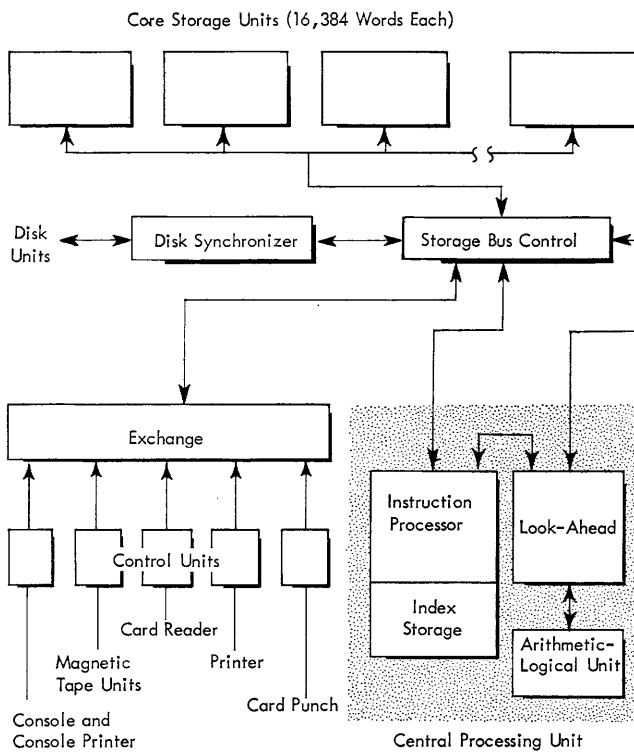 Core Storage Units (16,384 Words Each)
Disk
Units
Disk Synchronizer
Storage Bus Control
Exchange
Control Units
Card Reader
Magnetic
Tape Units
Printer
Card Punch
Console and
Console Printer
Instruction
Processor
Index
Storage
Look-Ahead
Arithmetic-
Logical Unit
Central Processing Unit